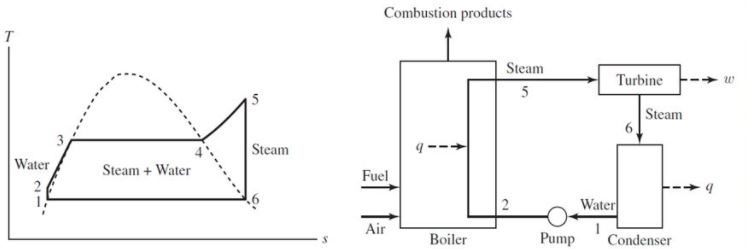 T
5
3
4
Steam
Water
Steam + Water
2
1
6
s
Combustion products
Steam
5
Turbine
w
Steam
6
q
Fuel
q
2
Water
Air
1
Boiler
Pump
Condenser